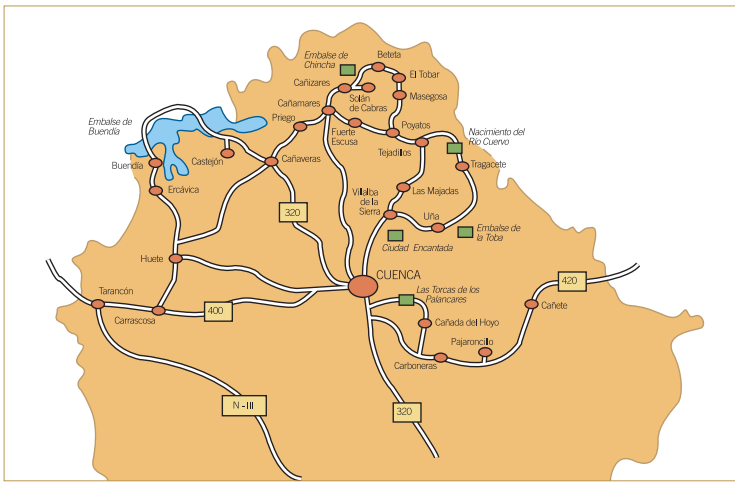 Beteta
Embalse de
Chincha
El Tobar
Cañizares
Masegosa
Solán
de Cabras
Cañamares
Embalse de
Buendía
Priego
Fuerte
Escusa
Poyatos
Nacimiento del
Río Cuervo
Tejadilos
Castejón
Cañaveras
Buendía
Tragacete
Ercávica
Villalba
de la
Sierra
Las Majadas
320
Uña
Embalse de
la Toba
Ciudad Encantada
Huete
CUENCA
420
Tarancón
Las Torcas de los
Palancares
400
Cañete
Carrascosa
Cañada del Hoyo
Pajaroncillo
Carboneras
N - III
320